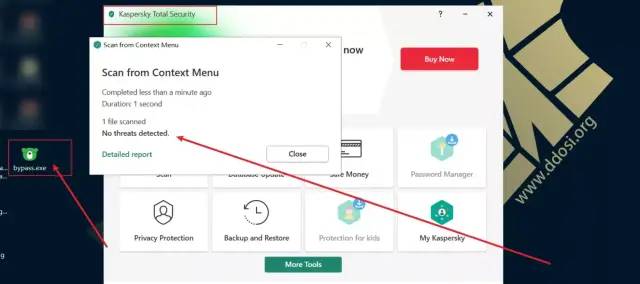 Kaspersky Total Security
Scan from Context Menu
now
Scan from Context Menu
Buy Now
Completed less than a minute ago
Duration: 1 second
1 file scanned
No threats detected.
Detailed report
Close
bypass.exe
Scan
Database Update
Safe Money
Password Manager
Privacy Protection
Backup and Restore
Protection for kids
My Kaspersky
More Tools
www.ddosi.org